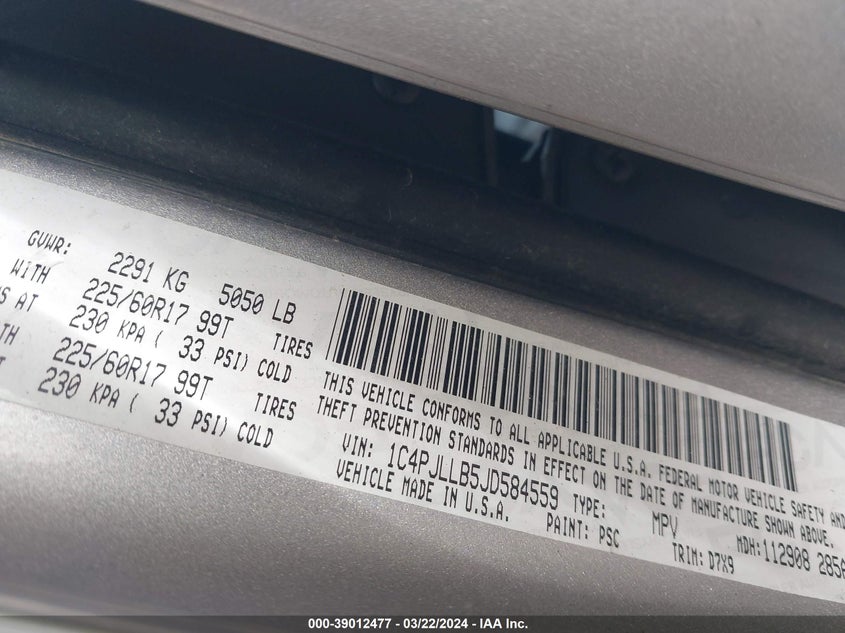 GVWR: 2291 KG 5050 LB
WITH 225/60R17 99T TIRES
AT 230 KPA ( 33 PSI) COLD
225/60R17 99T TIRES
230 KPA ( 33 PSI) COLD
THIS VEHICLE CONFORMS TO ALL APPLICABLE U.S.A. FEDERAL MOTOR VEHICLE SAFETY AND
THEFT PREVENTION STANDARDS IN EFFECT ON THE DATE OF MANUFACTURE SHOWN ABOVE.
VIN: 1C4PJLLB5JD584559 TYPE: MPV MDH:112908
VEHICLE MADE IN U.S.A. PAINT: PSC TRIM: D7X9
000-39012477 - 03/22/2024 - IAA Inc.